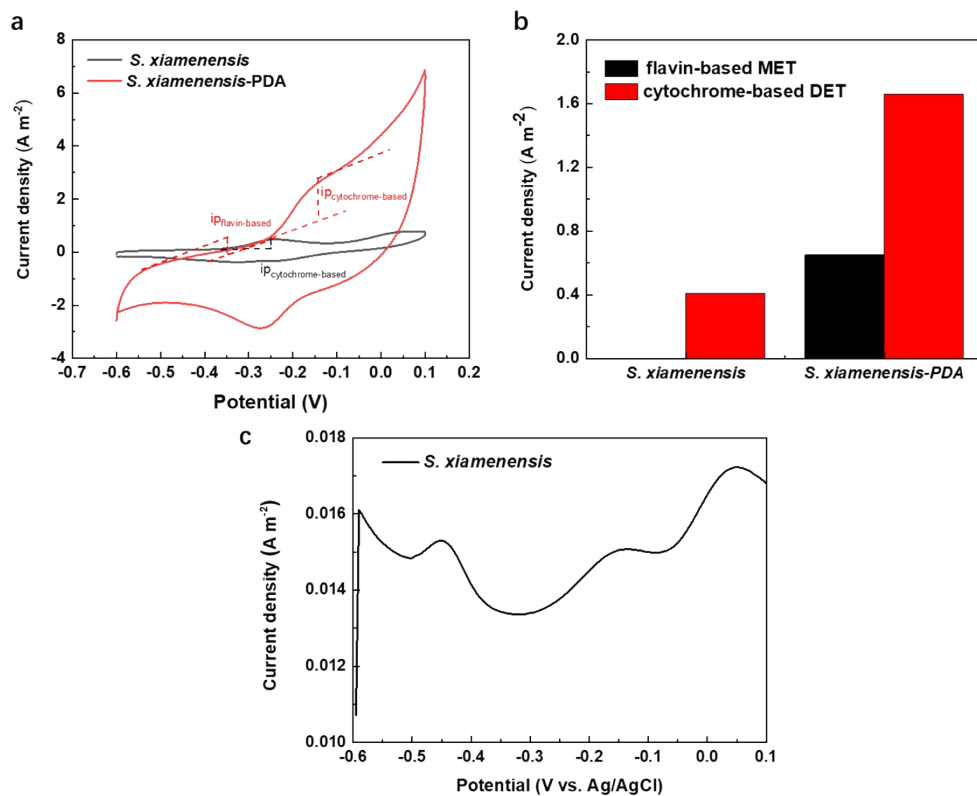 a
8
6
4
2
0
-2
-4
-0.7 -0.6 -0.5 -0.4 -0.3 -0.2 -0.1 0.0 0.1 0.2
Current density (A m-2)
Potential (V)
S. xiamenensis
S. xiamenensis-PDA
ipflavin-based
ipcytochrome-based
ipcytochrome-based
b
2.0
1.6
1.2
0.8
0.4
0.0
Current density (A m-2)
flavin-based MET
cytochrome-based DET
S. xiamenensis S. xiamenensis-PDA
c
0.018
0.016
0.014
0.012
0.010
Current density (A m-2)
S. xiamenensis
-0.6 -0.5 -0.4 -0.3 -0.2 -0.1 0.0 0.1
Potential (V vs. Ag/AgCl)